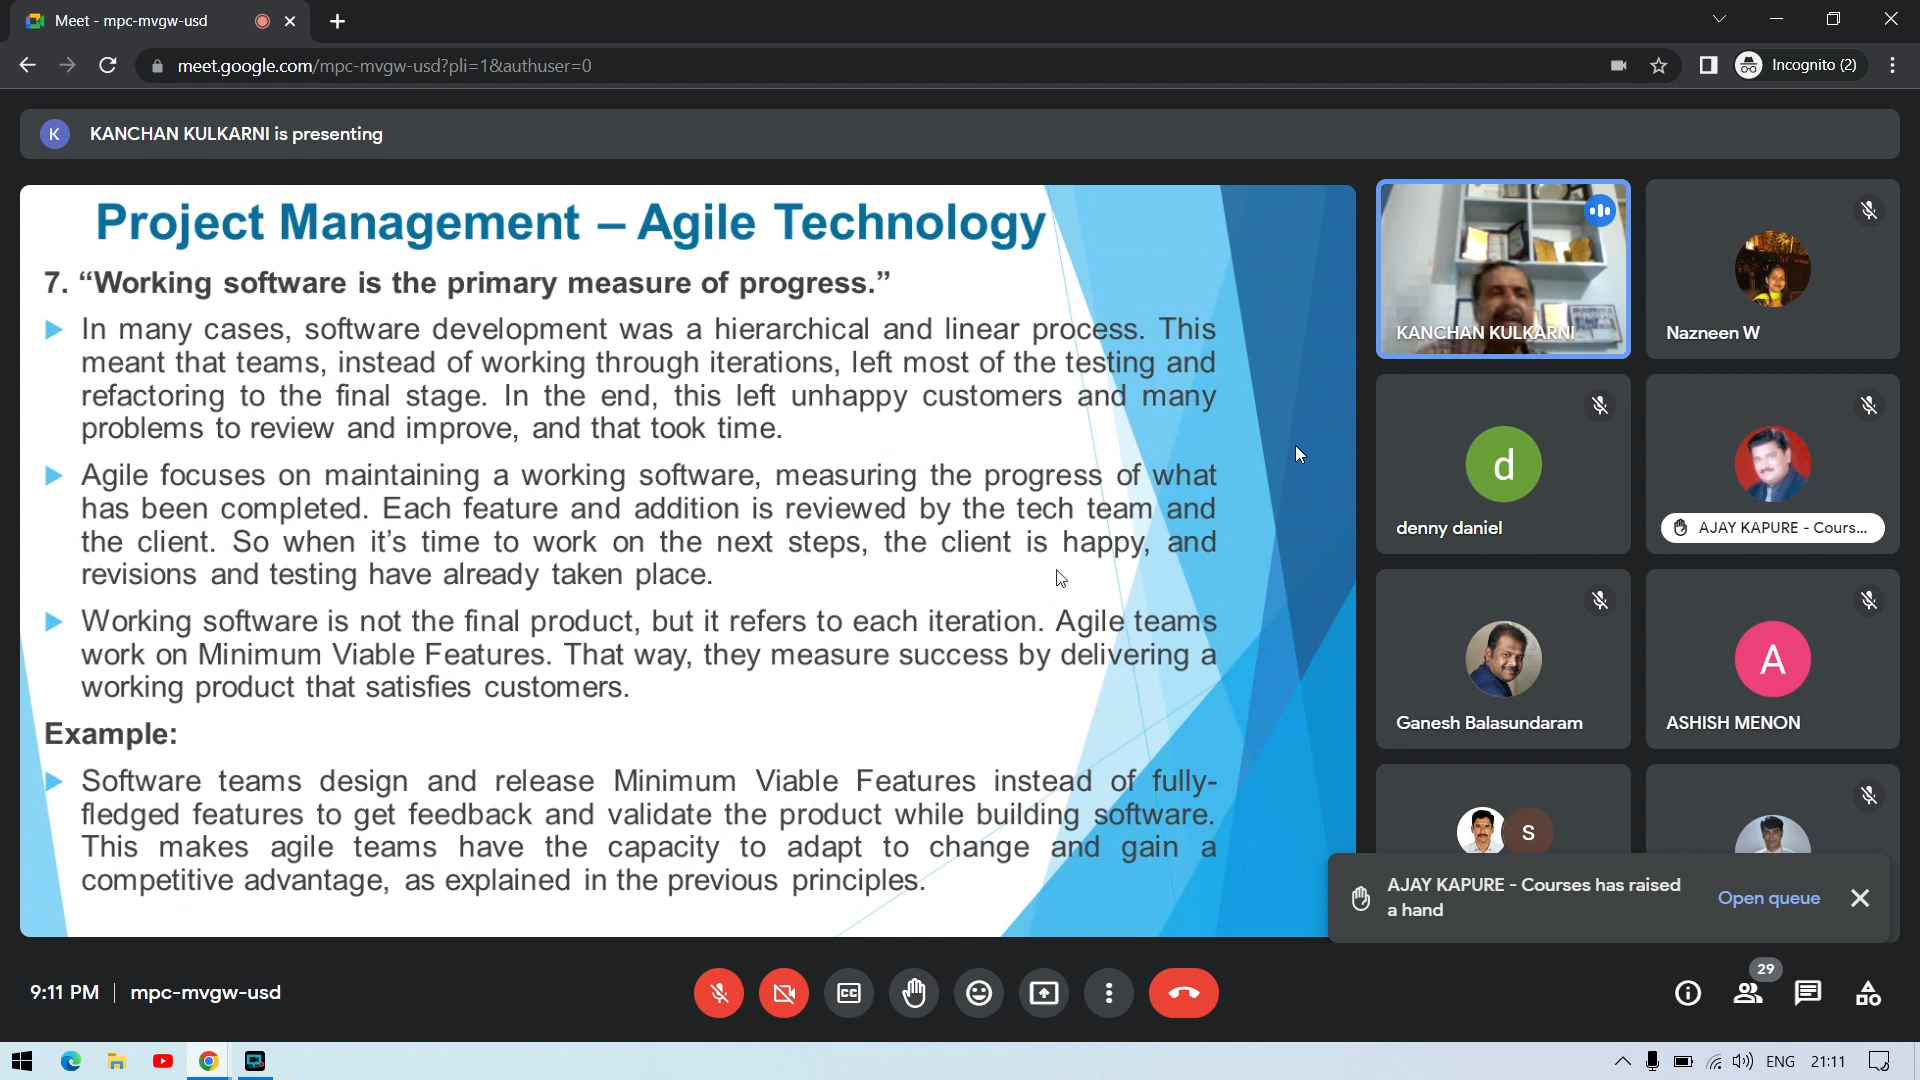 Meet - mpc-mvgw-usd
meet.google.com/mpc-mvgw-usd?pli=1&authuser=0
Incognito (2)
K
KANCHAN KULKARNI is presenting
Project Management – Agile Technology
7. “Working software is the primary measure of progress.”
In many cases, software development was a hierarchical and linear process. This
meant that teams, instead of working through iterations, left most of the testing and
refactoring to the final stage. In the end, this left unhappy customers and many
problems to review and improve, and that took time.
Agile focuses on maintaining a working software, measuring the progress of what
has been completed. Each feature and addition is reviewed by the tech team and
the client. So when it’s time to work on the next steps, the client is happy, and
revisions and testing have already taken place.
Working software is not the final product, but it refers to each iteration. Agile teams
work on Minimum Viable Features. That way, they measure success by delivering a
working product that satisfies customers.
Example:
Software teams design and release Minimum Viable Features instead of fully-
fledged features to get feedback and validate the product while building software.
This makes agile teams have the capacity to adapt to change and gain a
competitive advantage, as explained in the previous principles.
KANCHAN KULKARNI
Nazneen W
d
denny daniel
AJAY KAPURE - Cours...
Ganesh Balasundaram
A
ASHISH MENON
S
AJAY KAPURE - Courses has raised
a hand
Open queue
9:11 PM | mpc-mvgw-usd
CC
29
ENG
21:11